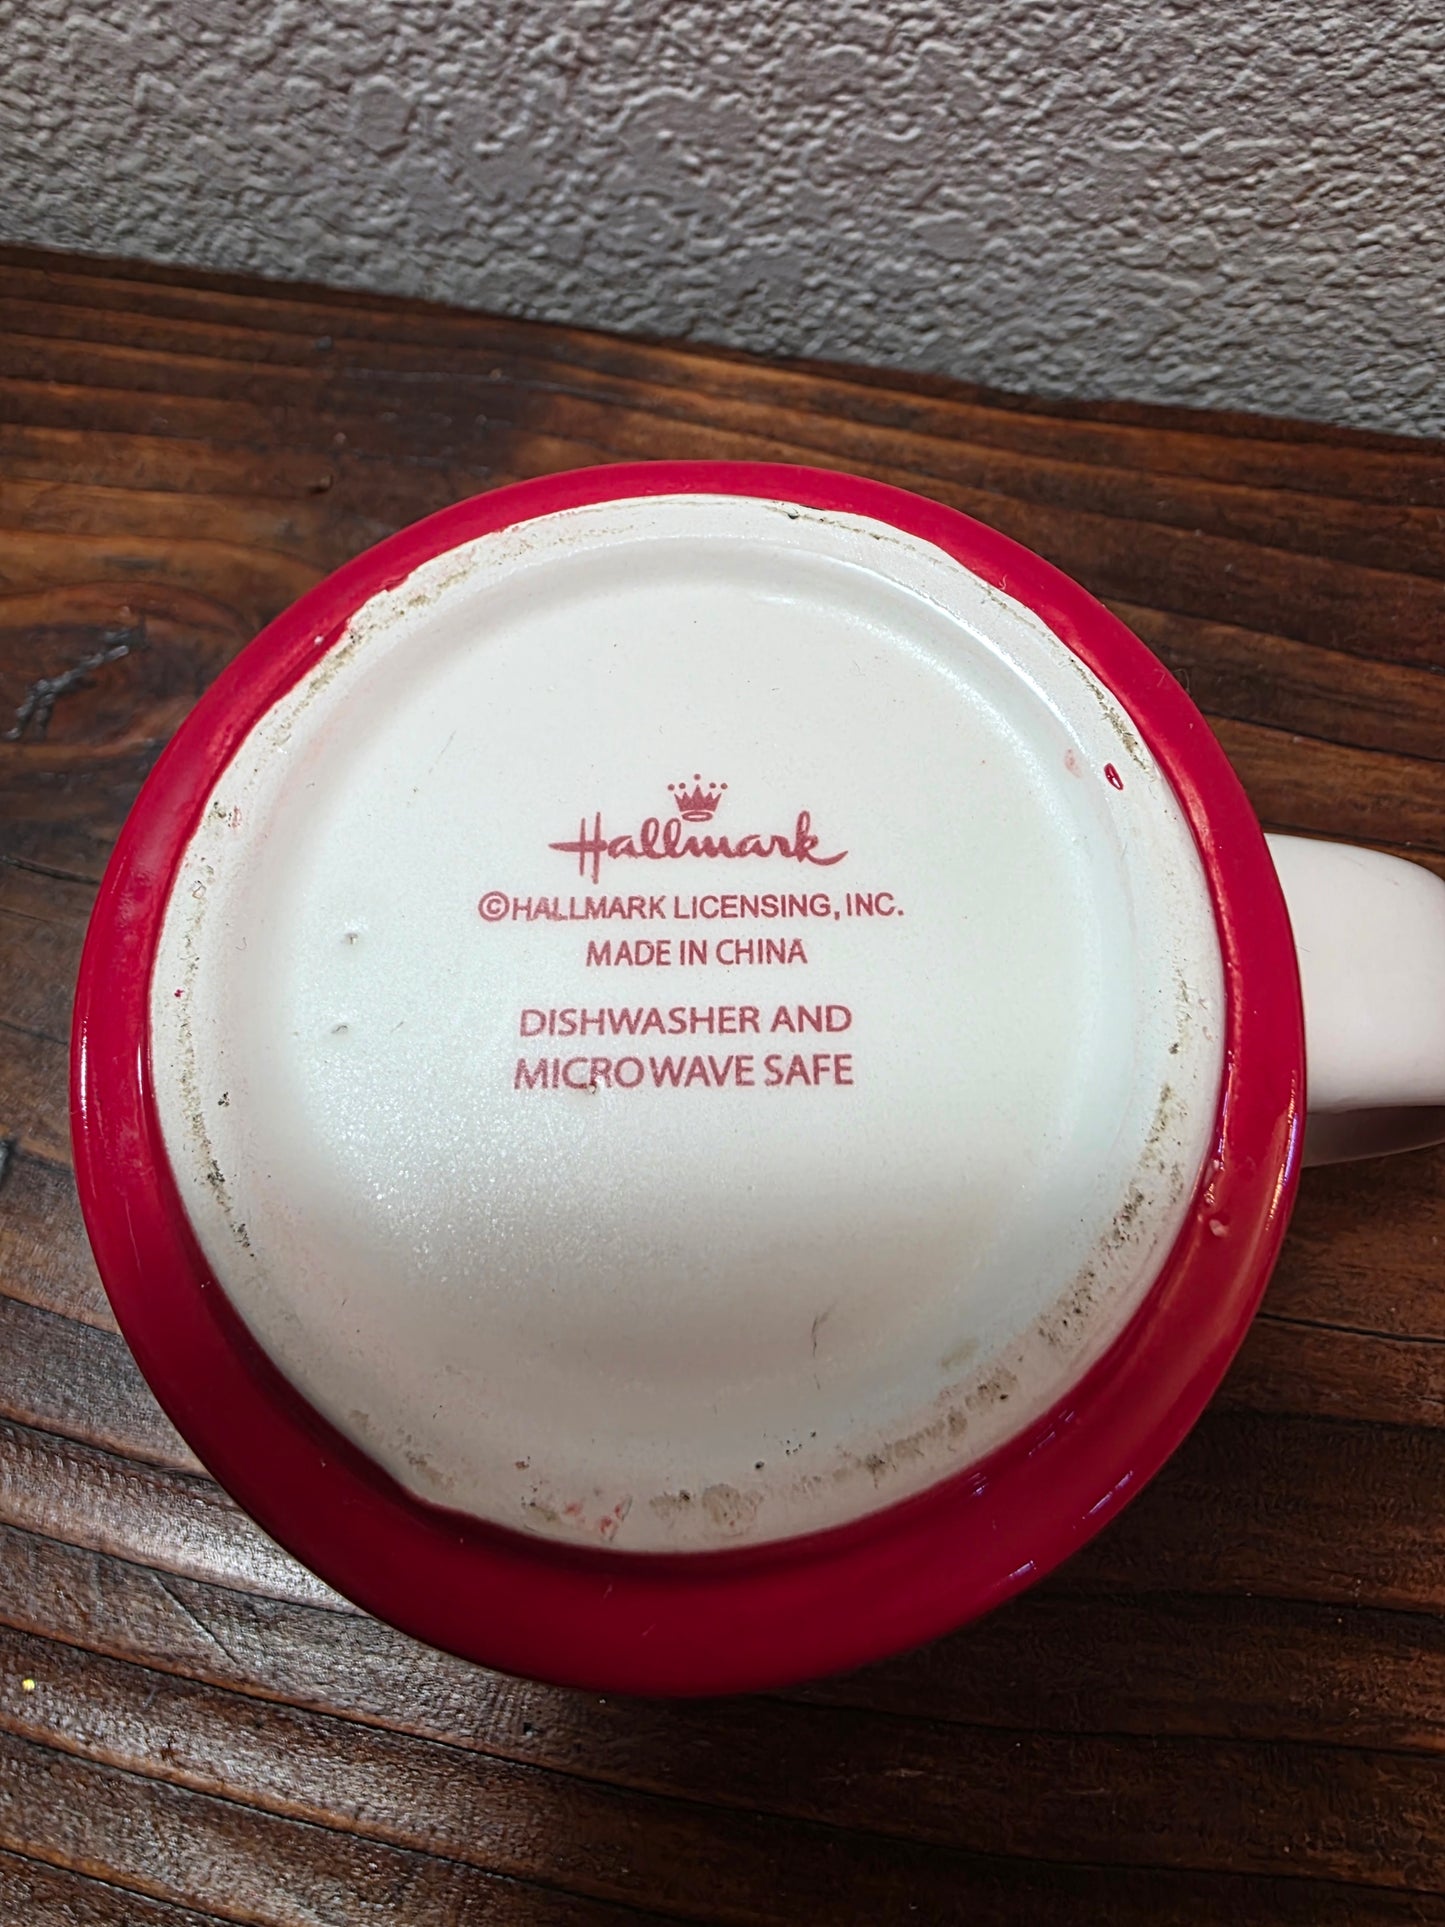 Hallmark
©HALLMARK LICENSING, INC.
MADE IN CHINA
DISHWASHER AND
MICROWAVE SAFE